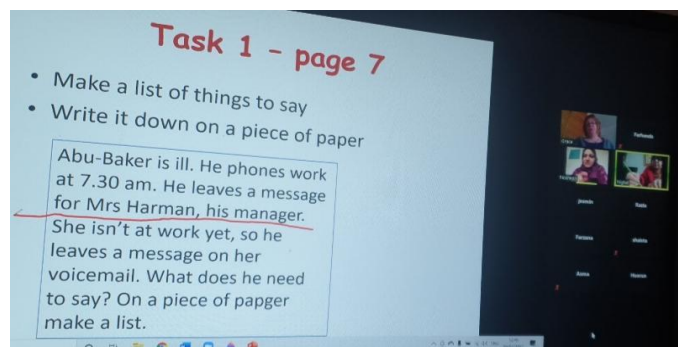 Task 1 - page 7
• Make a list of things to say
• Write it down on a piece of paper
Abu-Baker is ill. He phones work
at 7.30 am. He leaves a message
for Mrs Harman, his manager.
She isn't at work yet, so he
leaves a message on her
voicemail. What does he need
to say? On a piece of papger
make a list.